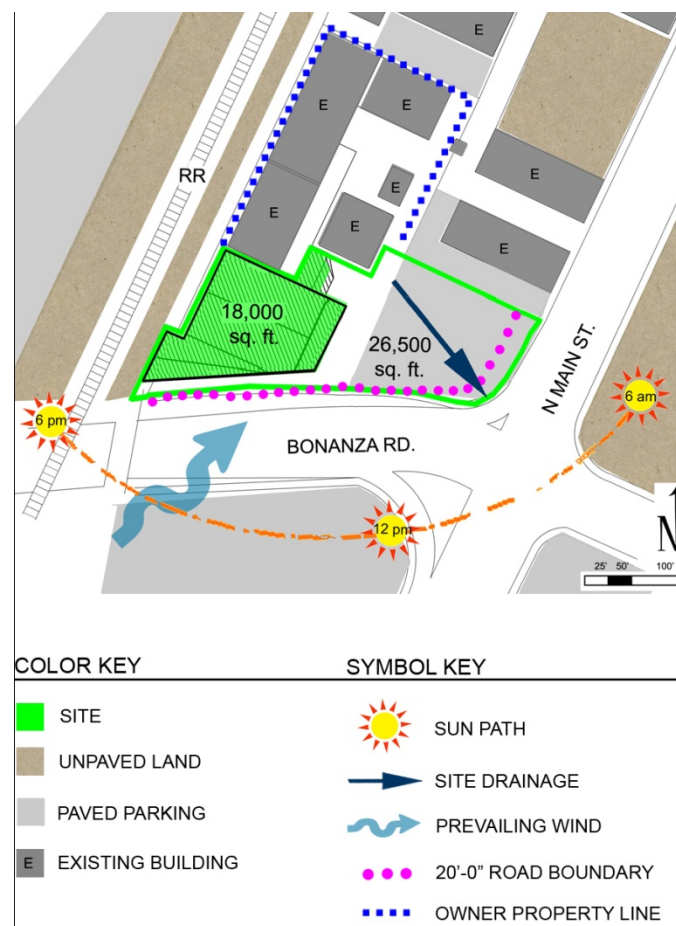 E
E
E
E
RR
E
E
E
E
E
18,000
sq. ft.
26,500
sq. ft.
N MAIN ST.
6 am
6 pm
BONANZA RD.
12 pm
N
25' 50' 100'
COLOR KEY
SITE
UNPAVED LAND
PAVED PARKING
E EXISTING BUILDING
SYMBOL KEY
SUN PATH
SITE DRAINAGE
PREVAILING WIND
20'-0” ROAD BOUNDARY
OWNER PROPERTY LINE